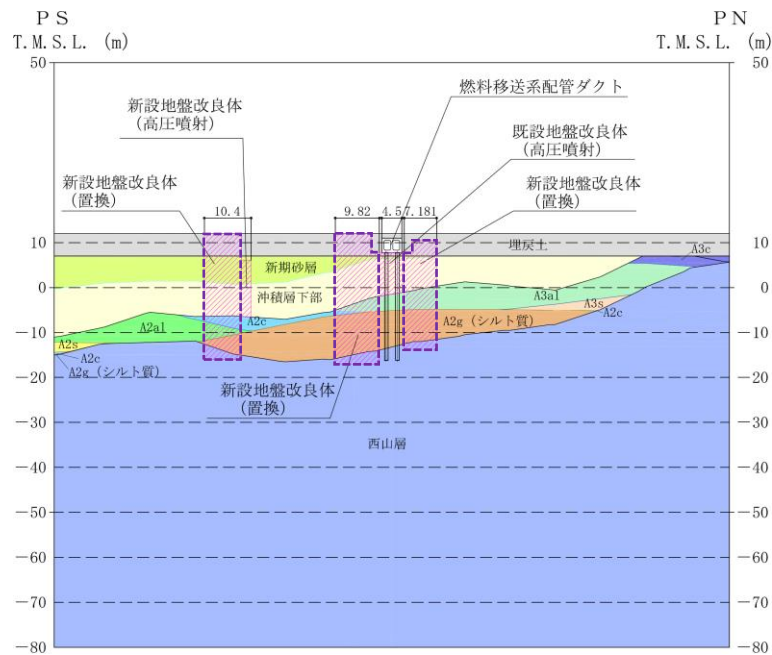 PS
PN
T.M.S.L. (m)
T.M.S.L. (m)
50
50
燃料移送系配管ダクト
新設地盤改良体
(高圧噴射)
既設地盤改良体
(高圧噴射)
新設地盤改良体
(置換)
新設地盤改良体
(置換)
10.4
9.82
4.5
7.181
10
10
埋戻土
A3c
新期砂層
0
0
沖積層下部
A3al
A3s
A2c
A2c
A2al
A2g (シルト質)
-10
-10
A2s
A2c
A2g (シルト質)
新設地盤改良体
(置換)
-20
-20
-30
-30
西山層
-40
-40
-50
-50
-60
-60
-70
-70
-80
-80